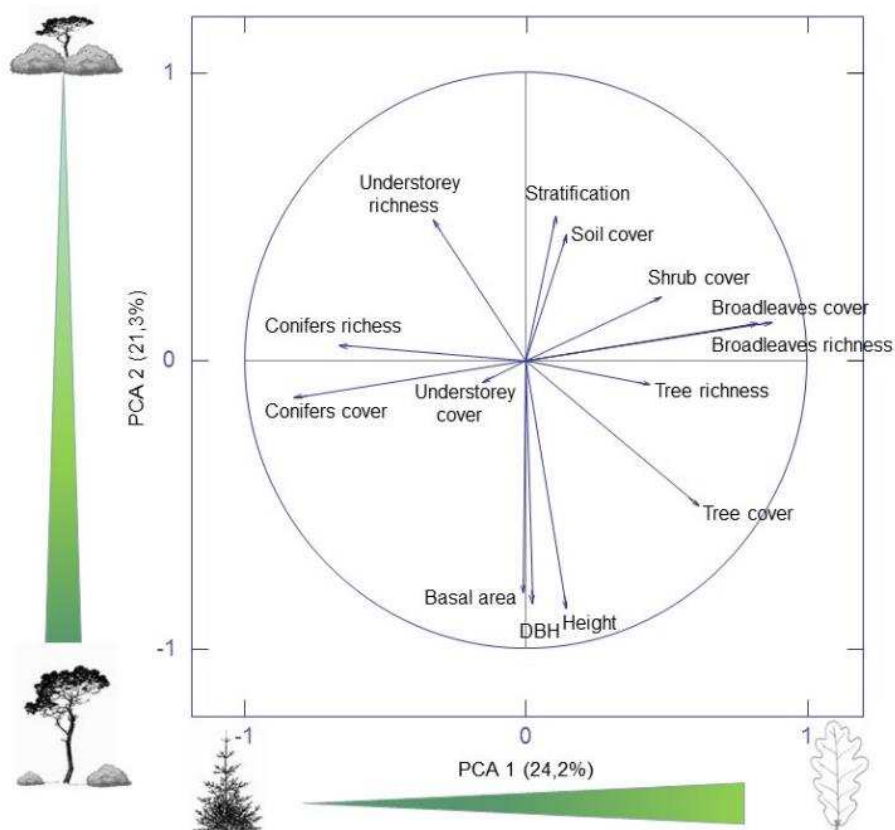 1
Understorey
richness
Stratification
Soil cover
Shrub cover
Broadleaves cover
Conifers richess
Broadleaves richness
0
Understorey
cover
Tree richness
Conifers cover
Tree cover
Basal area
DBH
Height
-1
PCA 2 (21,3%)
-1
0
1
PCA 1 (24,2%)